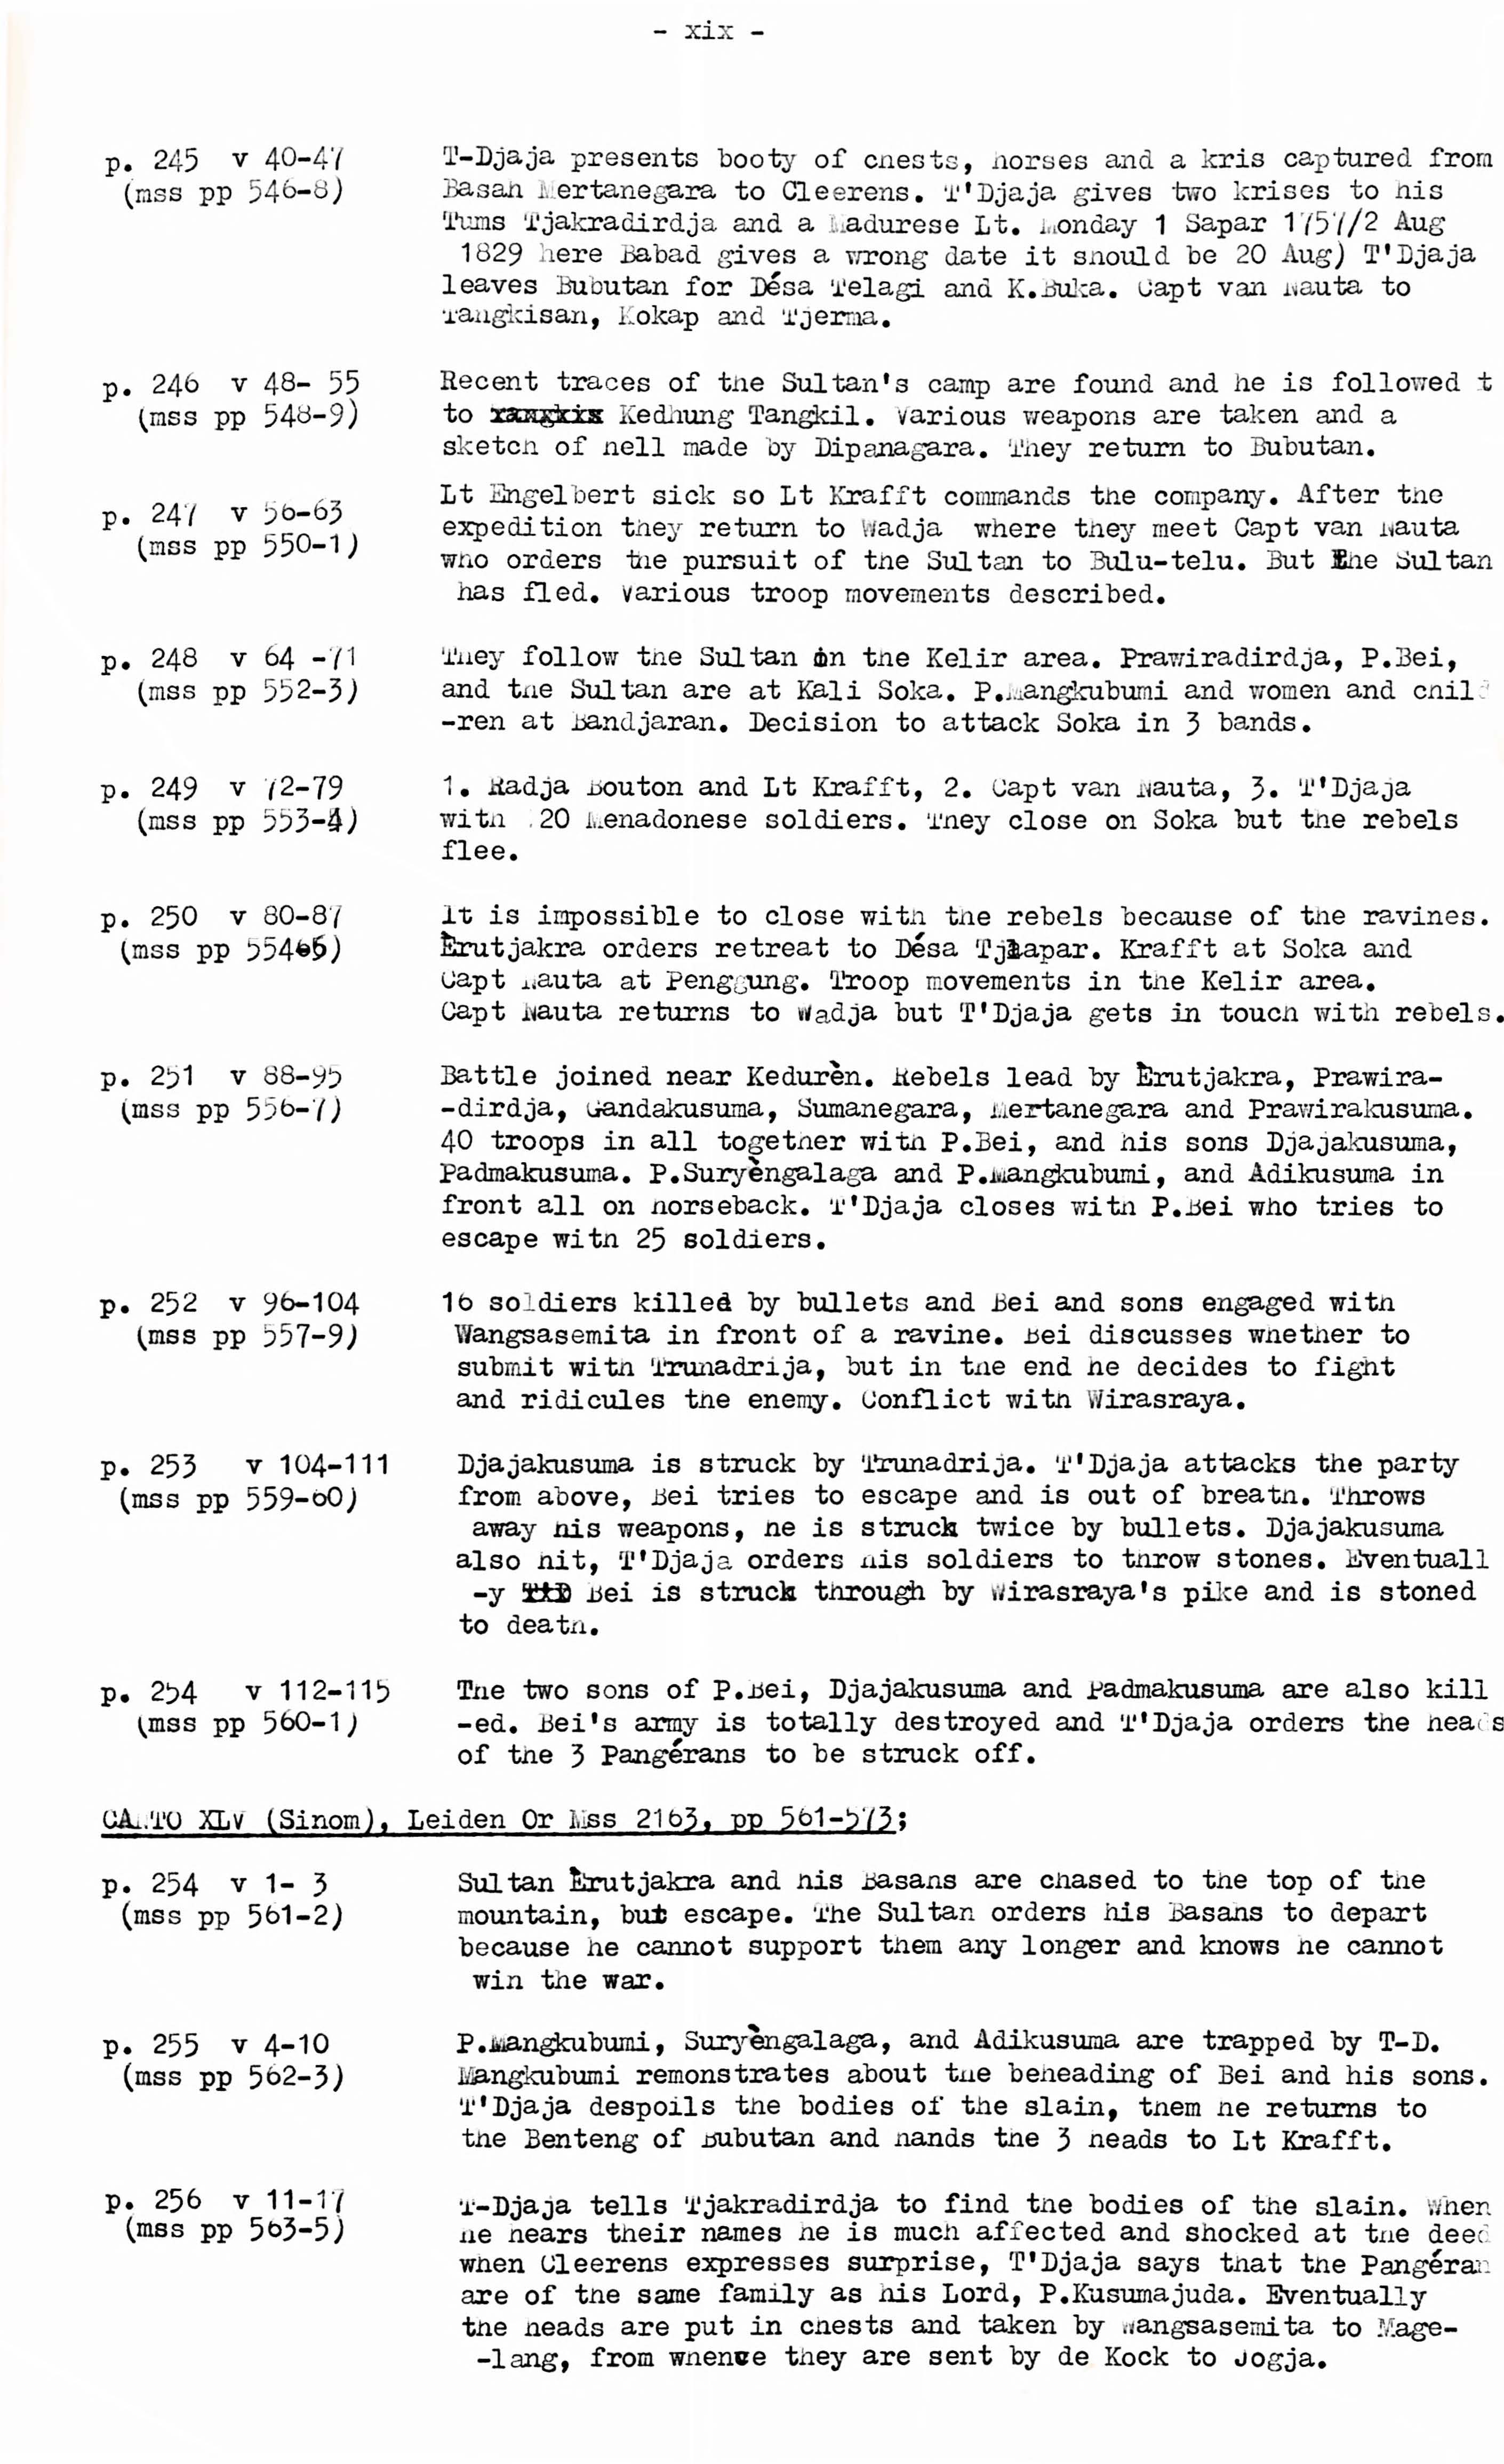 - xix -
p. 245 v 40-47 T-Djaja presents booty of chests, horses and a kris captured from
(mss pp 546-8) Basah Mertanegara to Cleerens. T'Djaja gives two krises to his
Tums Tjakradirdja and a Madurese Lt. Monday 1 Sapar 1757/2 Aug
1829 here Babad gives a wrong date it should be 20 Aug) T'Djaja
leaves Bubutan for Désa Telagi and K.Buka. Capt van Nauta to
Tangkisan, Kokap and Tjerma.
p. 246 v 48- 55 Recent traces of the Sultan's camp are found and he is followed t
(mss pp 548-9) to Kedhung Tangkil. Various weapons are taken and a
sketch of hell made by Dipanagara. They return to Bubutan.
p. 247 v 56-63 Lt Engelbert sick so Lt Krafft commands the company. After the
(mss pp 550-1) expedition they return to Wadja where they meet Capt van Nauta
who orders the pursuit of the Sultan to Bulu-telu. But the Sultan
has fled. Various troop movements described.
p. 248 v 64 -71 They follow the Sultan in the Kelir area. Prawiradirdja, P.Bei,
(mss pp 552-3) and the Sultan are at Kali Soka. P.Mangkubumi and women and child
-ren at Bandjaran. Decision to attack Soka in 3 bands.
p. 249 v 72-79 1. Radja Bouton and Lt Krafft, 2. Capt van Nauta, 3. T'Djaja
(mss pp 553-4) with 20 Menadonese soldiers. They close on Soka but the rebels
flee.
p. 250 v 80-87 It is impossible to close with the rebels because of the ravines.
(mss pp 554-6) Èrutjakra orders retreat to Désa Tjlapar. Krafft at Soka and
Capt Nauta at Penggung. Troop movements in the Kelir area.
Capt Nauta returns to Wadja but T'Djaja gets in touch with rebels.
p. 251 v 88-95 Battle joined near Kedurèn. Rebels lead by Èrutjakra, Prawira-
(mss pp 556-7) -dirdja, Gandakusuma, Sumanegara, Mertanegara and Prawirakusuma.
40 troops in all together with P.Bei, and his sons Djajakusuma,
Padmakusuma. P.Suryèngalaga and P.Mangkubumi, and Adikusuma in
front all on horseback. T'Djaja closes with P.Bei who tries to
escape with 25 soldiers.
p. 252 v 96-104 16 soldiers killed by bullets and Bei and sons engaged with
(mss pp 557-9) Wangsasemita in front of a ravine. Bei discusses whether to
submit with Trunadrija, but in the end he decides to fight
and ridicules the enemy. Conflict with Wirasraya.
p. 253 v 104-111 Djajakusuma is struck by Trunadrija. T'Djaja attacks the party
(mss pp 559-60) from above, Bei tries to escape and is out of breath. Throws
away his weapons, he is struck twice by bullets. Djajakusuma
also hit, T'Djaja orders his soldiers to throw stones. Eventuall
-y Bei is struck through by Wirasraya's pike and is stoned
to death.
p. 254 v 112-115 The two sons of P.Bei, Djajakusuma and Padmakusuma are also kill
(mss pp 560-1) -ed. Bei's army is totally destroyed and T'Djaja orders the heads
of the 3 Pangérans to be struck off.
CANTO XLV (Sinom), Leiden Or Mss 2163, pp 561-573;
p. 254 v 1- 3 Sultan Èrutjakra and his Basahs are chased to the top of the
(mss pp 561-2) mountain, but escape. The Sultan orders his Basahs to depart
because he cannot support them any longer and knows he cannot
win the war.
p. 255 v 4-10 P.Mangkubumi, Suryèngalaga, and Adikusuma are trapped by T-D.
(mss pp 562-3) Mangkubumi remonstrates about the beheading of Bei and his sons.
T'Djaja despoils the bodies of the slain, them he returns to
the Benteng of Bubutan and hands the 3 heads to Lt Krafft.
p. 256 v 11-17 T-Djaja tells Tjakradirdja to find the bodies of the slain. When
(mss pp 563-5) he hears their names he is much affected and shocked at the deed
when Cleerens expresses surprise, T'Djaja says that the Pangéran
are of the same family as his Lord, P.Kusumajuda. Eventually
the heads are put in chests and taken by Wangsasemita to Mage-
-lang, from whence they are sent by de Kock to Jogja.